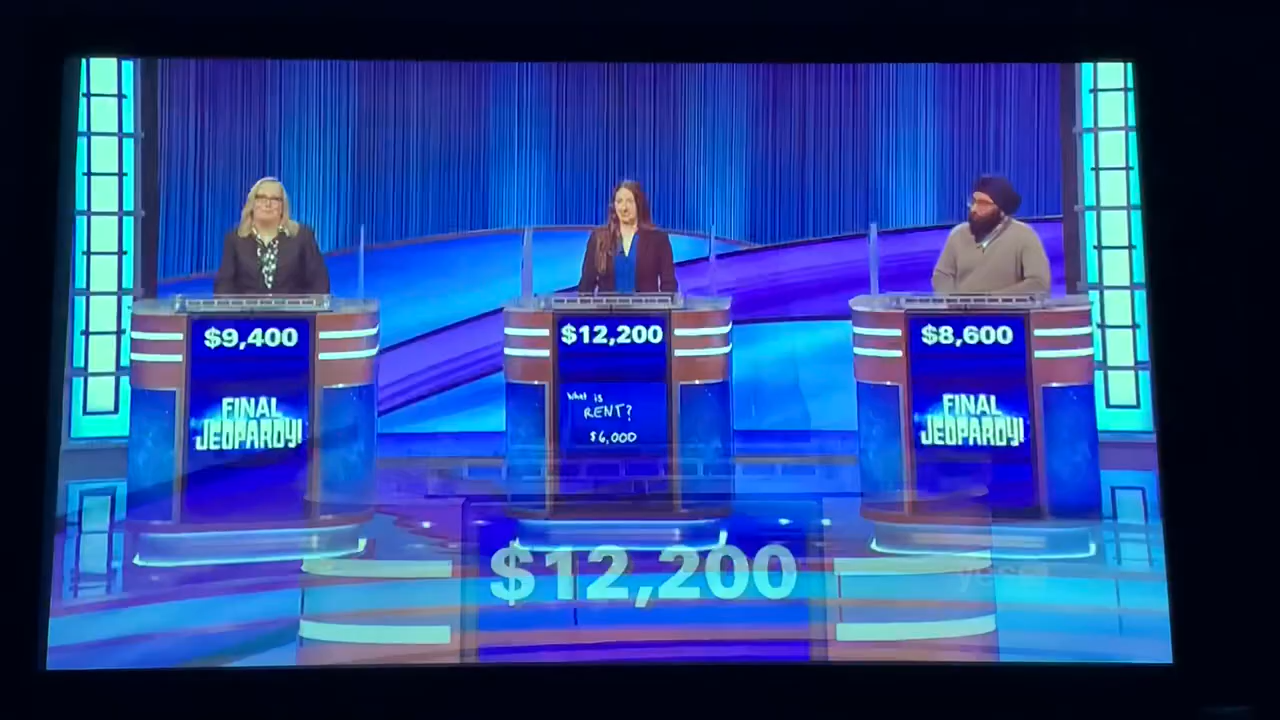 $9,400
$12,200
$8,600
FINAL
JEOPARDY!
What is
RENT?
$6,000
FINAL
JEOPARDY!
$12,200